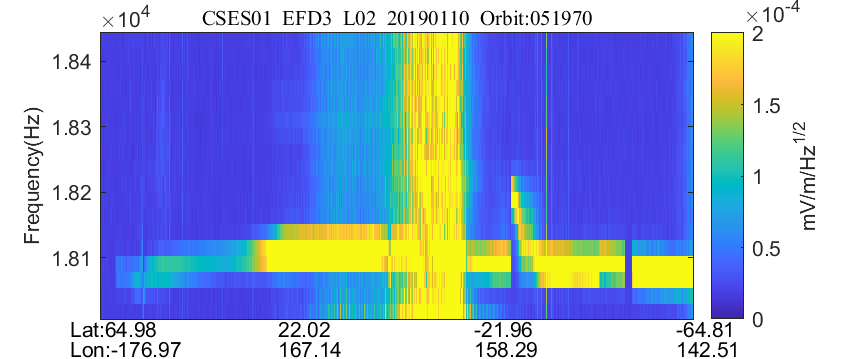 ×10⁴ CSES01 EFD3 L02 20190110 Orbit:051970 ×10⁻⁴
1.84
1.83
1.82
1.81
Frequency(Hz)
2
1.5
1
0.5
0
mV/m/Hz^1/2
Lat:64.98 22.02 -21.96 -64.81
Lon:-176.97 167.14 158.29 142.51